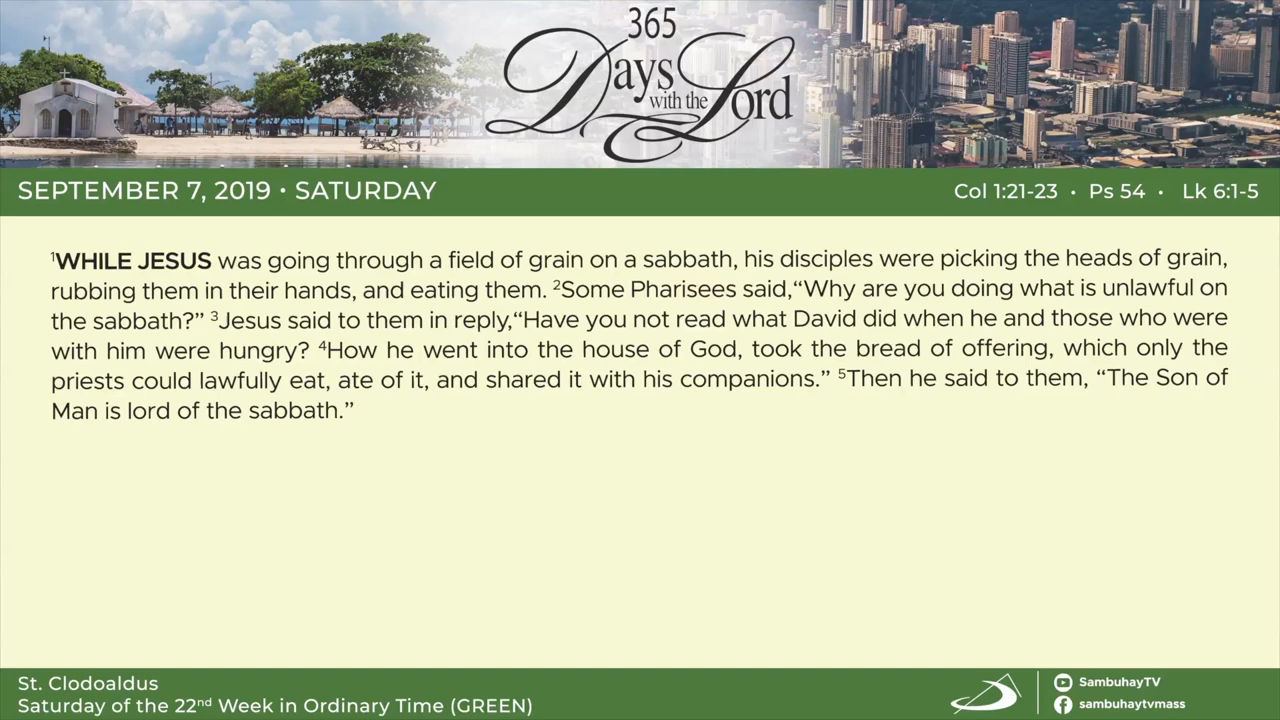 365
Days with the Lord
SEPTEMBER 7, 2019 • SATURDAY
Col 1:21-23 • Ps 54 • Lk 6:1-5
¹WHILE JESUS was going through a field of grain on a sabbath, his disciples were picking the heads of grain,
rubbing them in their hands, and eating them. ²Some Pharisees said,“Why are you doing what is unlawful on
the sabbath?” ³Jesus said to them in reply,“Have you not read what David did when he and those who were
with him were hungry? ⁴How he went into the house of God, took the bread of offering, which only the
priests could lawfully eat, ate of it, and shared it with his companions.” ⁵Then he said to them, “The Son of
Man is lord of the sabbath.”
St. Clodoaldus
Saturday of the 22nd Week in Ordinary Time (GREEN)
SambuhayTV
sambuhaytvmass